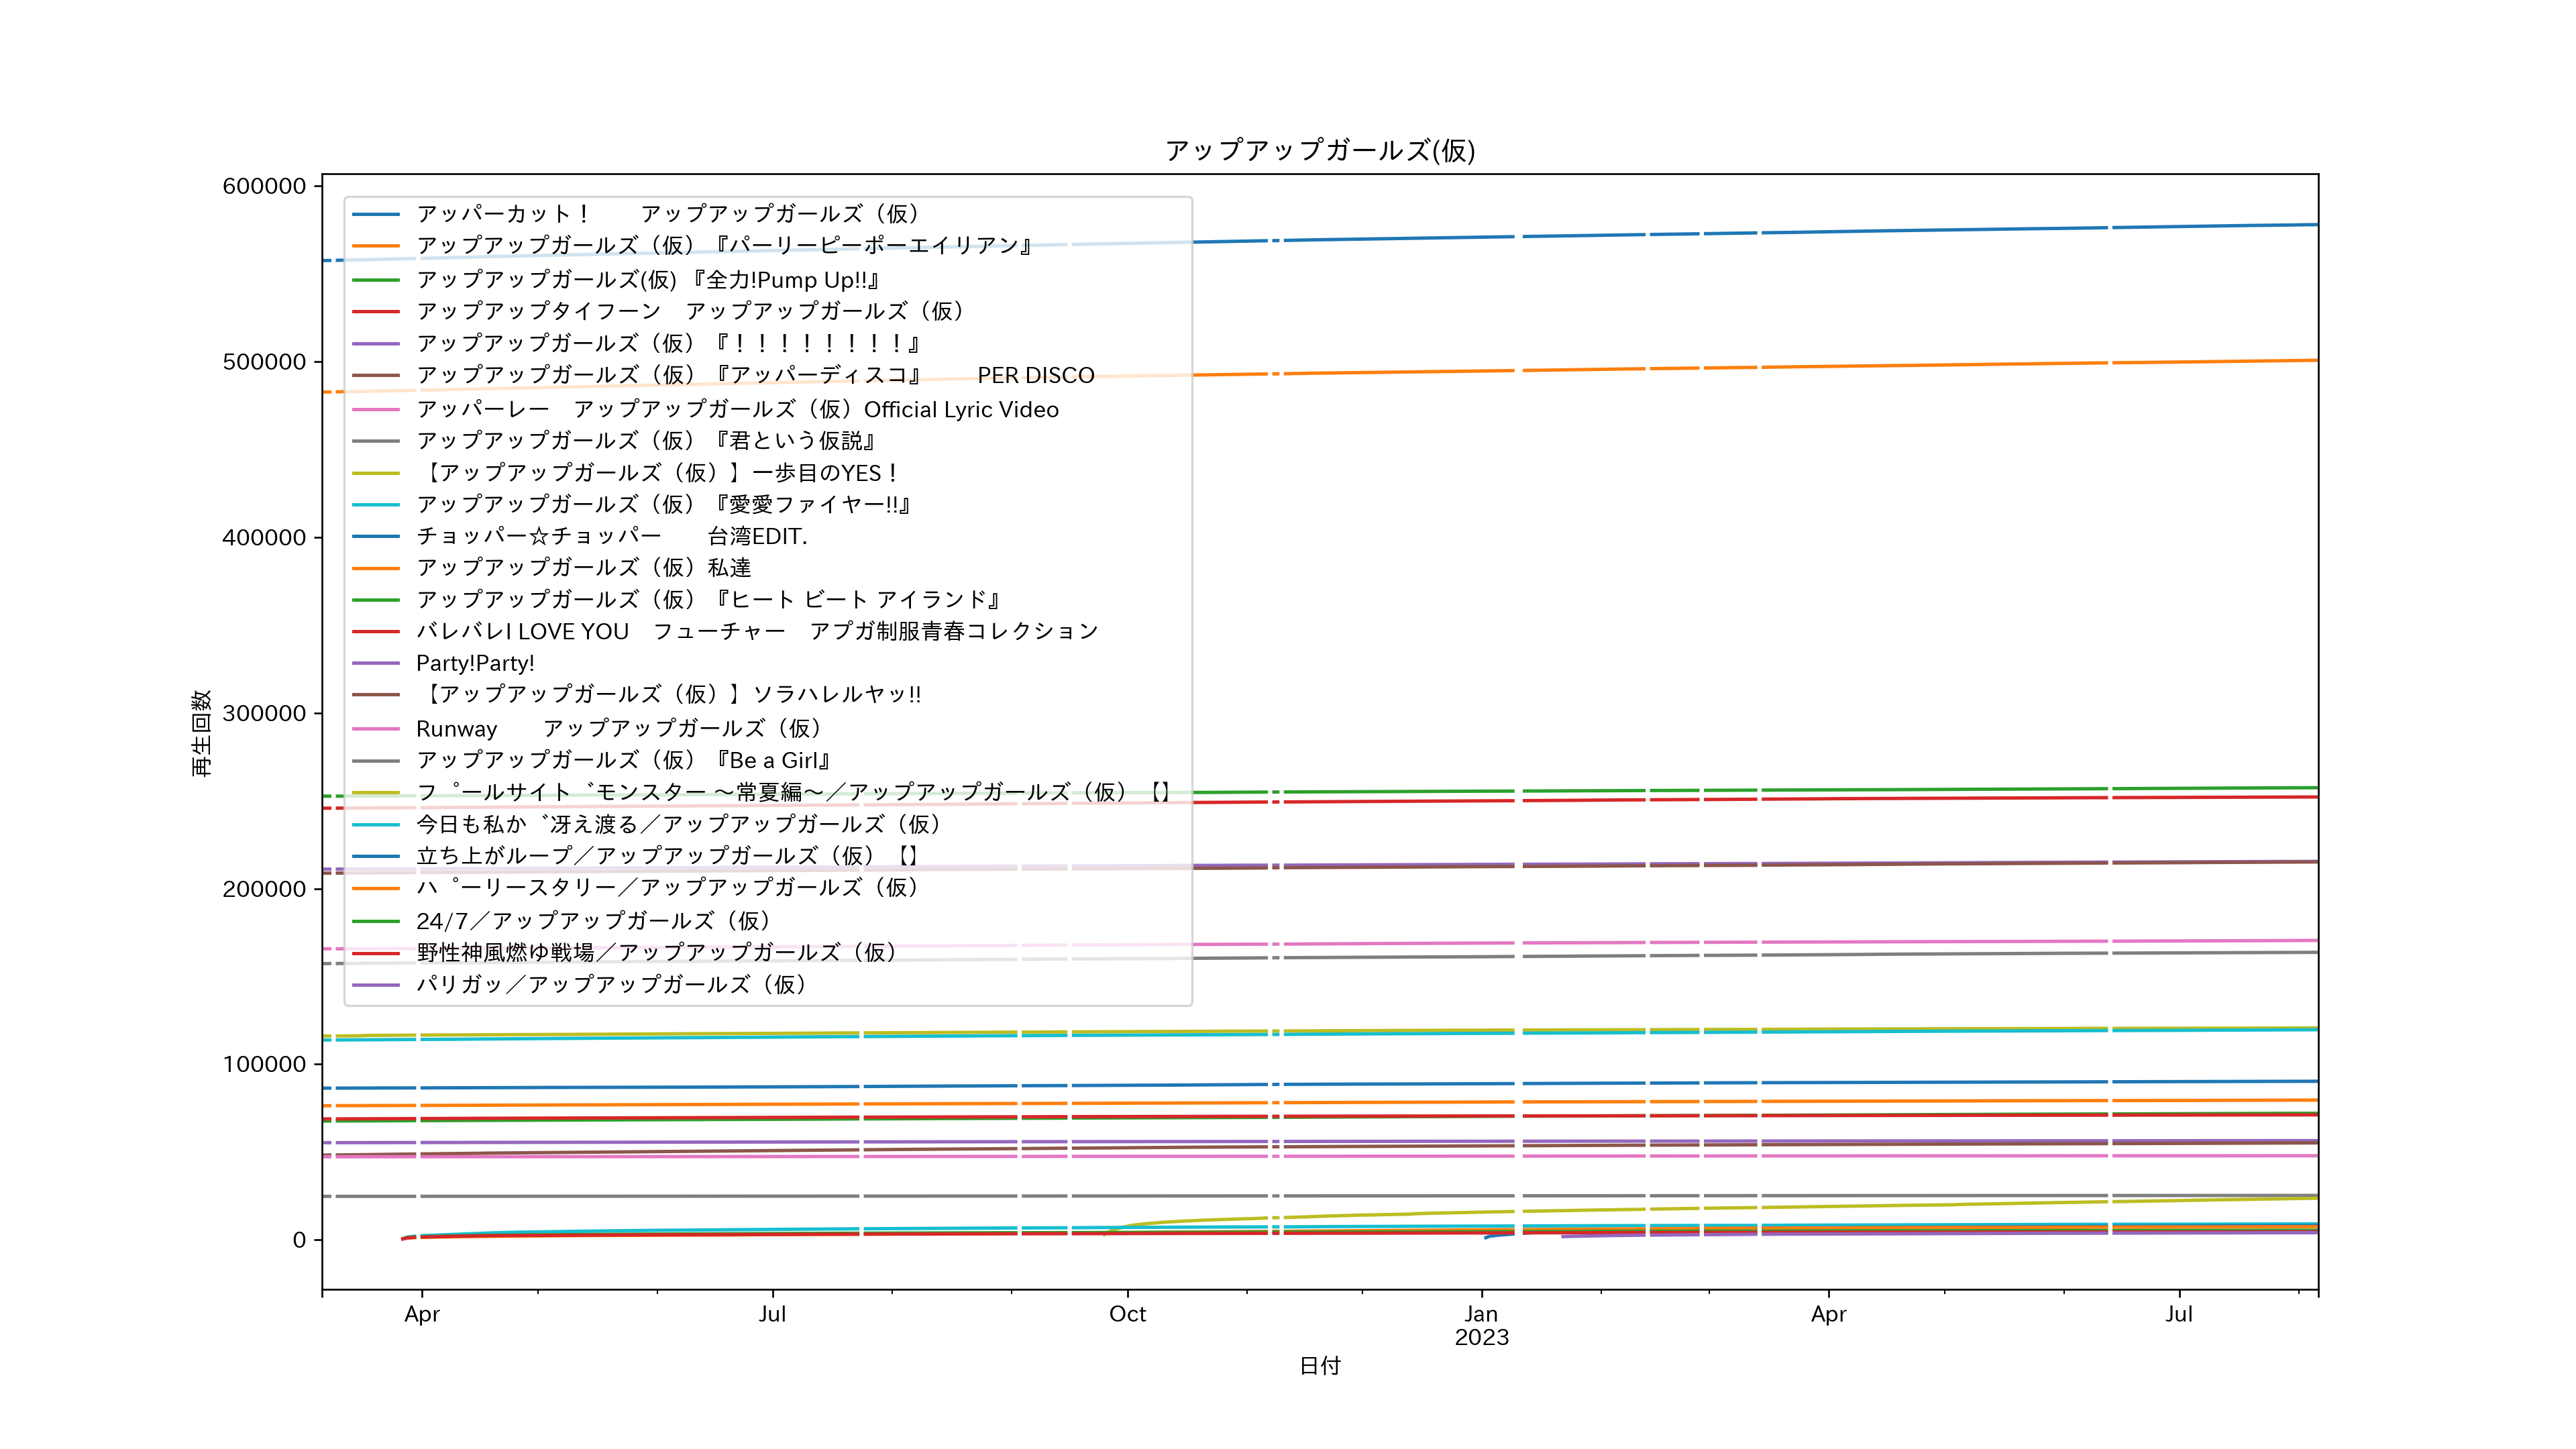 アップアップガールズ(仮)
600000
500000
400000
300000
200000
100000
0
再生回数
アッパーカット！　　アップアップガールズ（仮）
アップアップガールズ（仮）『パーリーピーポーエイリアン』
アップアップガールズ(仮) 『全力!Pump Up!!』
アップアップタイフーン　アップアップガールズ（仮）
アップアップガールズ（仮）『！！！！！！！！』
アップアップガールズ（仮）『アッパーディスコ』　　PER DISCO
アッパーレー　アップアップガールズ（仮）Official Lyric Video
アップアップガールズ（仮）『君という仮説』
【アップアップガールズ（仮）】一歩目のYES！
アップアップガールズ（仮）『愛愛ファイヤー!!』
チョッパー☆チョッパー　　台湾EDIT.
アップアップガールズ（仮）私達
アップアップガールズ（仮）『ヒート ビート アイランド』
バレバレI LOVE YOU　フューチャー　アプガ制服青春コレクション
Party!Party!
【アップアップガールズ（仮）】ソラハレルヤッ!!
Runway　　アップアップガールズ（仮）
アップアップガールズ（仮）『Be a Girl』
フ゜ールサイト゛モンスター ～常夏編～／アップアップガールズ（仮）【】
今日も私か゛冴え渡る／アップアップガールズ（仮）
立ち上がループ／アップアップガールズ（仮）【】
ハ゜ーリースタリー／アップアップガールズ（仮）
24/7／アップアップガールズ（仮）
野性神風燃ゆ戦場／アップアップガールズ（仮）
パリガッ／アップアップガールズ（仮）
Apr Jul Oct Jan Apr Jul
2023
日付